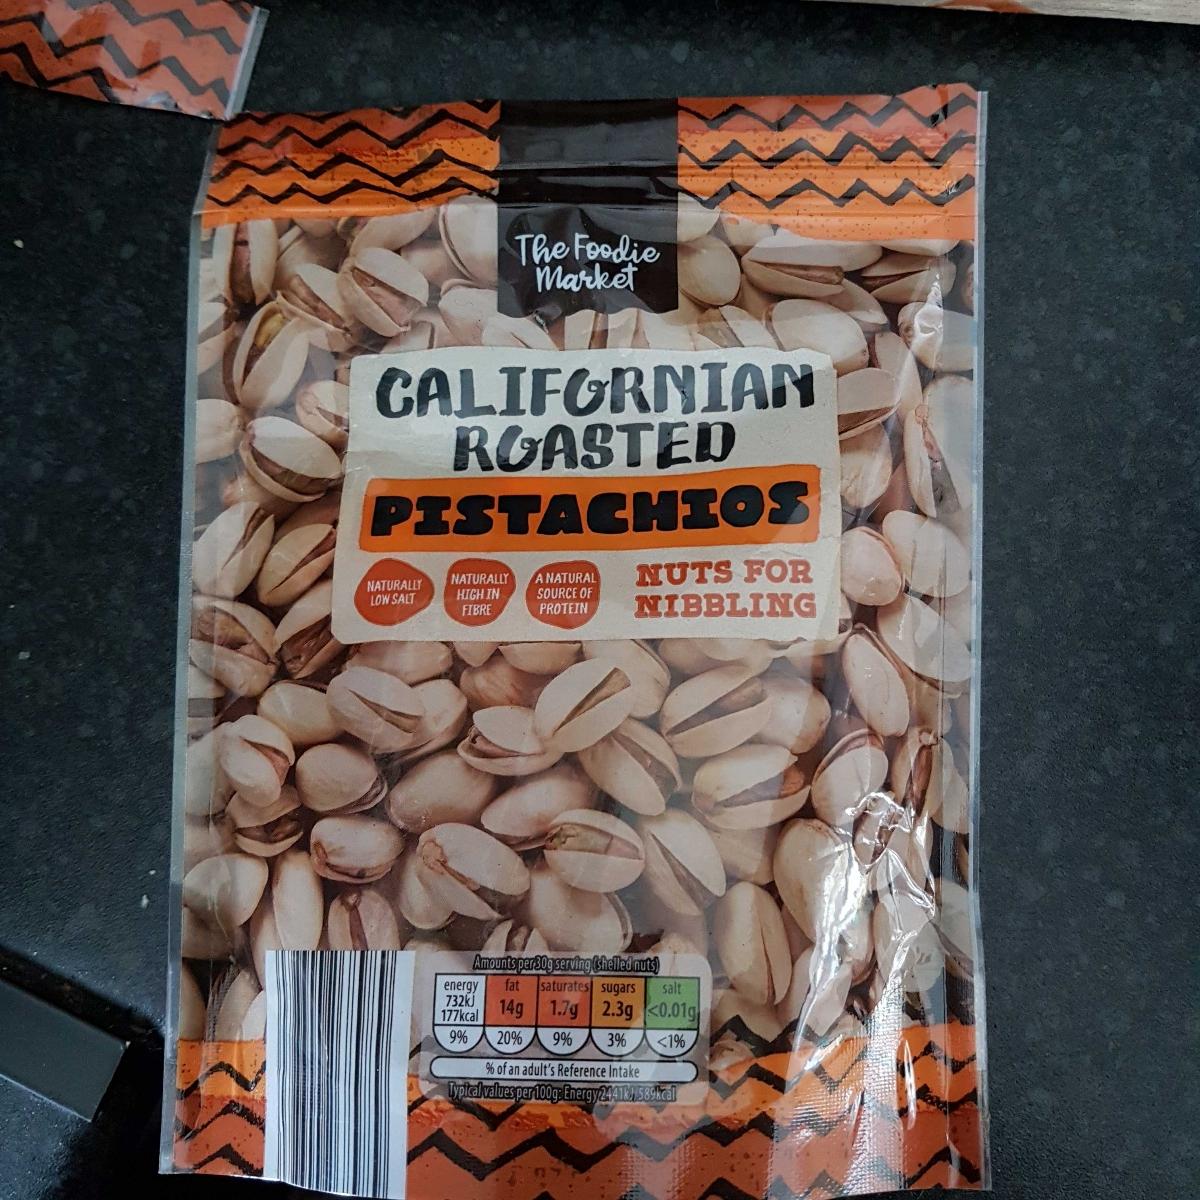 The Foodie
Market
CALIFORNIAN
ROASTED
PISTACHIOS
NATURALLY
LOW SALT
NATURALLY
HIGH IN
FIBRE
A NATURAL
SOURCE OF
PROTEIN
NUTS FOR
NIBBLING
Amounts per 30g serving (shelled nuts)
energy
732kJ
177kcal
9%
fat
14g
20%
saturates
1.7g
9%
sugars
2.3g
3%
salt
<0.01g
<1%
% of an adult's Reference Intake
Typical values per 100g: Energy 2441kJ/589kcal